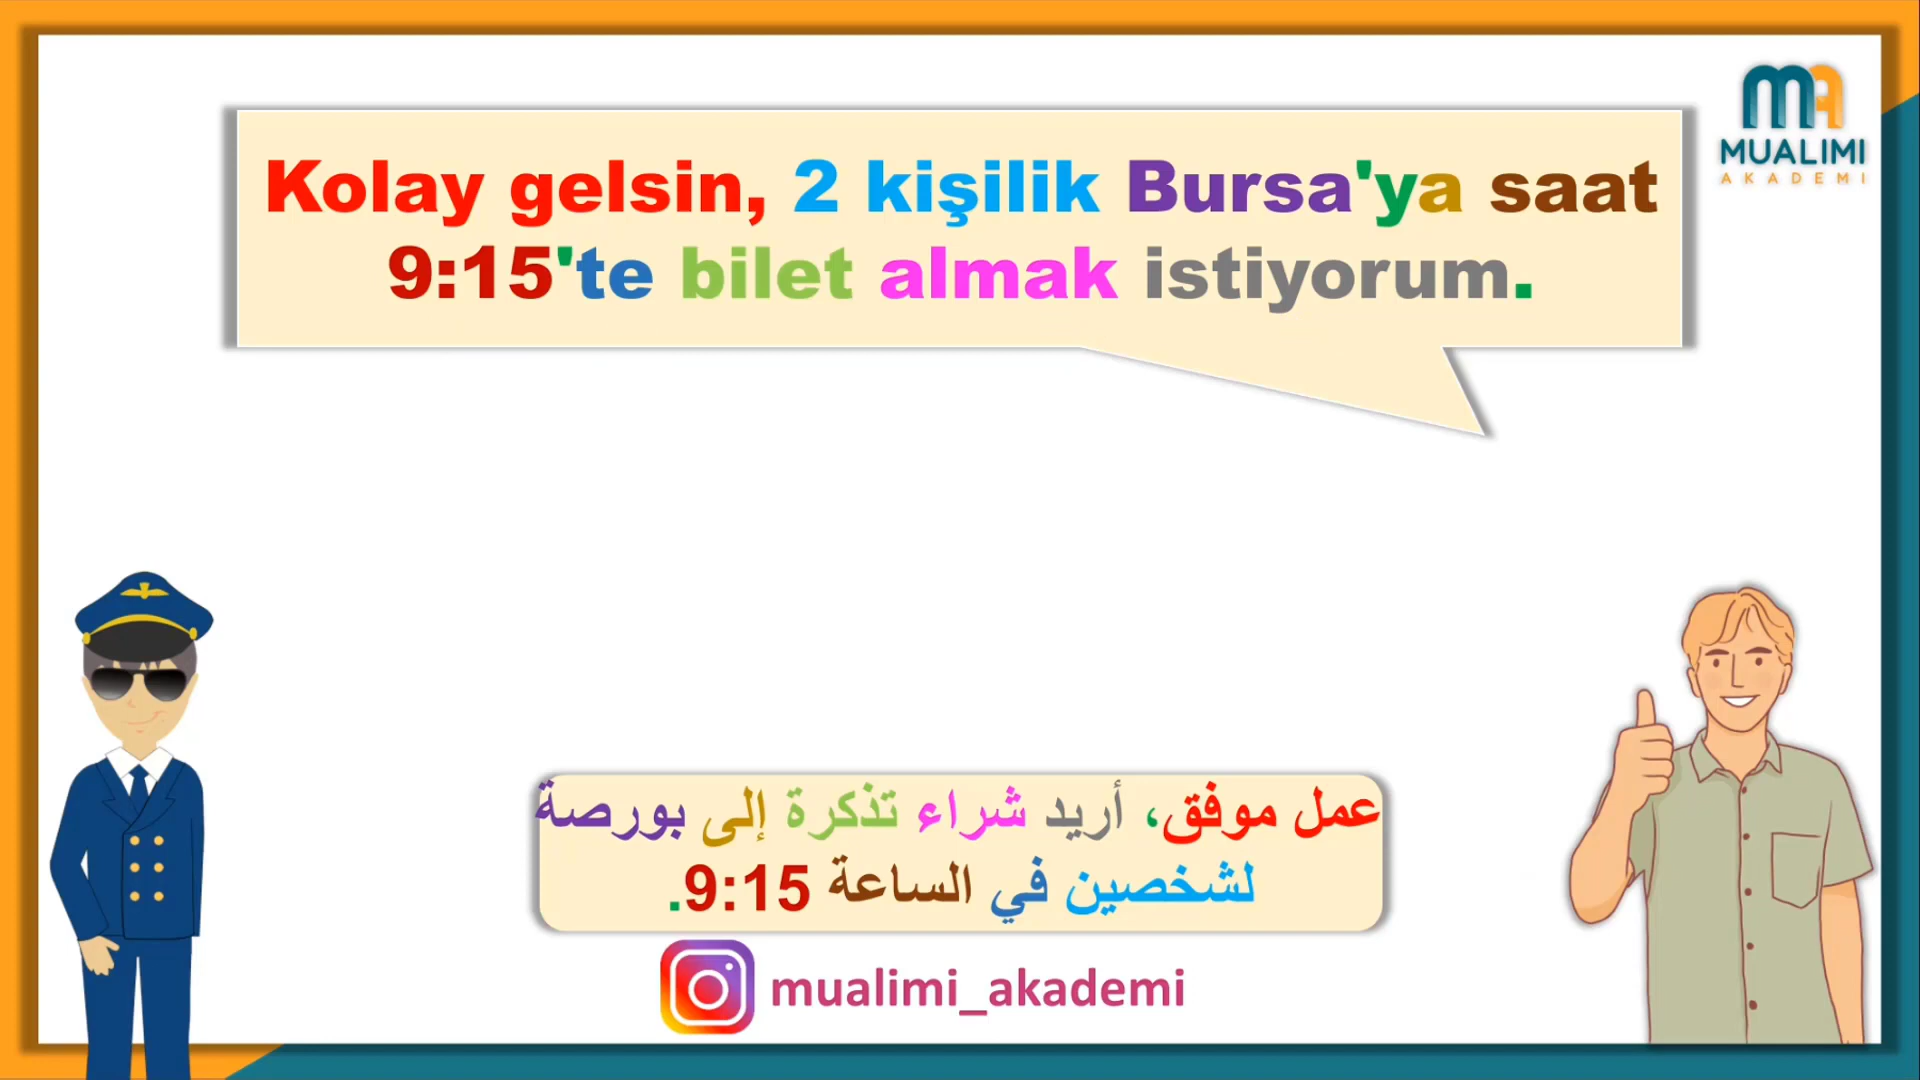 MUALIMI
AKADEMI
Kolay gelsin, 2 kişilik Bursa'ya saat
9:15'te bilet almak istiyorum.
عمل موفق، أريد شراء تذكرة إلى بورصة
لشخصين في الساعة 9:15.
mualimi_akademi